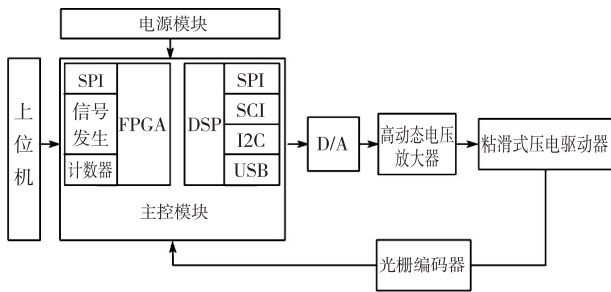 电源模块
上位机
SPI
信号发生
计数器
FPGA
DSP
SPI
SCI
I2C
USB
主控模块
D/A
高动态电压
放大器
粘滑式压电驱动器
光栅编码器